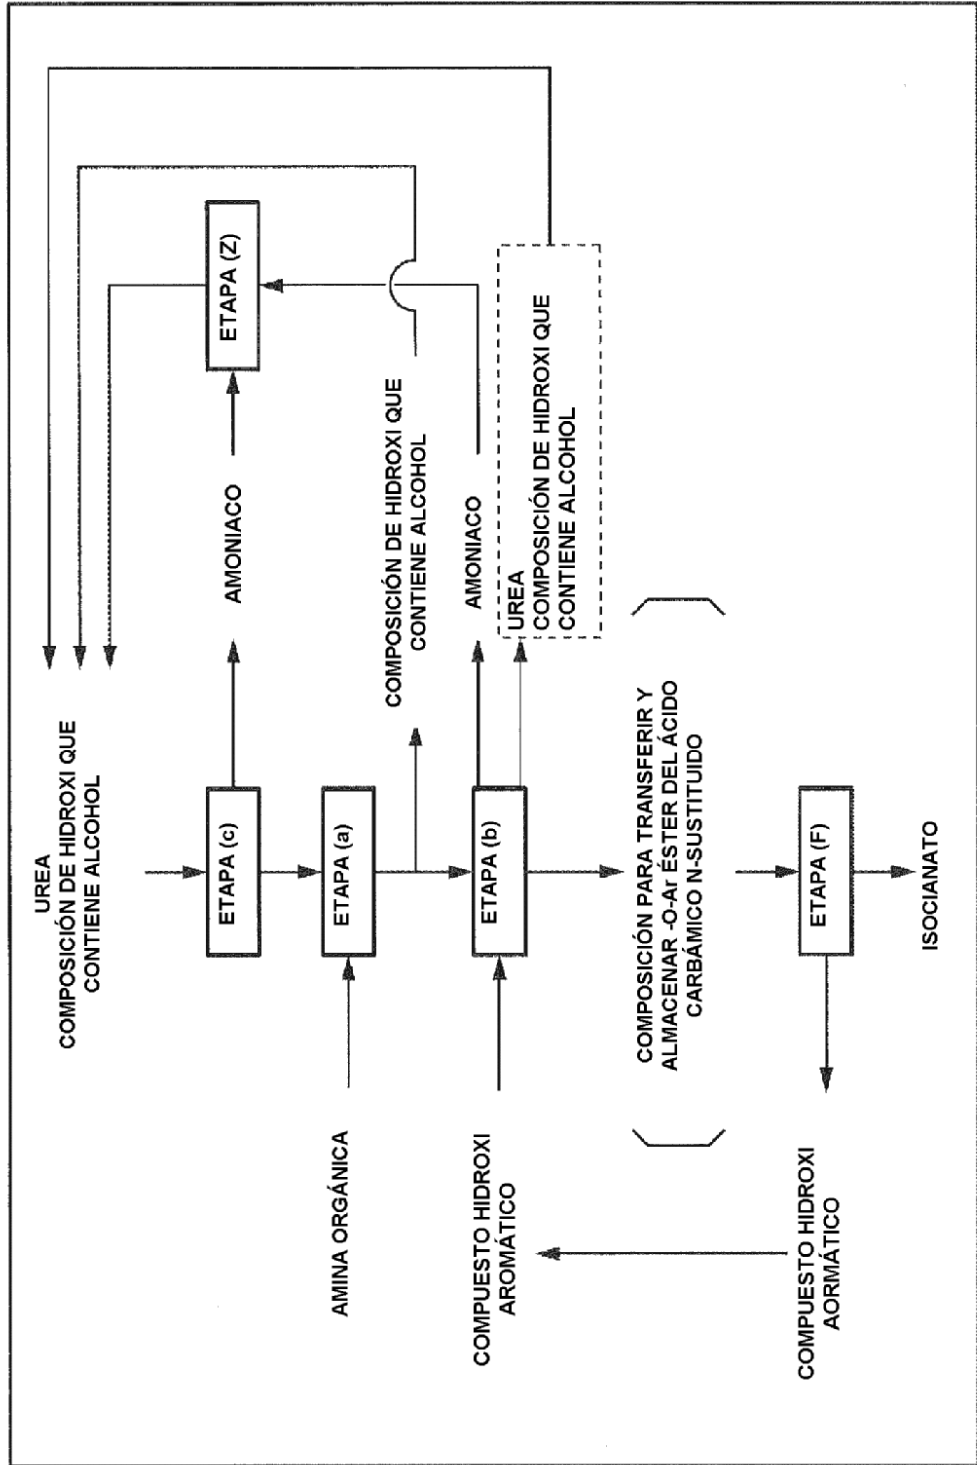 UREA
COMPOSICIÓN DE HIDROXI QUE
CONTIENE ALCOHOL
ETAPA (c)
AMONIACO
ETAPA (Z)
AMINA ORGÁNICA
ETAPA (a)
COMPOSICIÓN DE HIDROXI QUE
CONTIENE ALCOHOL
COMPUESTO HIDROXI
AROMÁTICO
ETAPA (b)
AMONIACO
UREA
COMPOSICIÓN DE HIDROXI QUE
CONTIENE ALCOHOL
COMPOSICIÓN PARA TRANSFERIR Y
ALMACENAR -O-Ar ÉSTER DEL ÁCIDO
CARBÁMICO N-SUSTITUIDO
COMPUESTO HIDROXI
AORMÁTICO
ETAPA (F)
ISOCIANATO